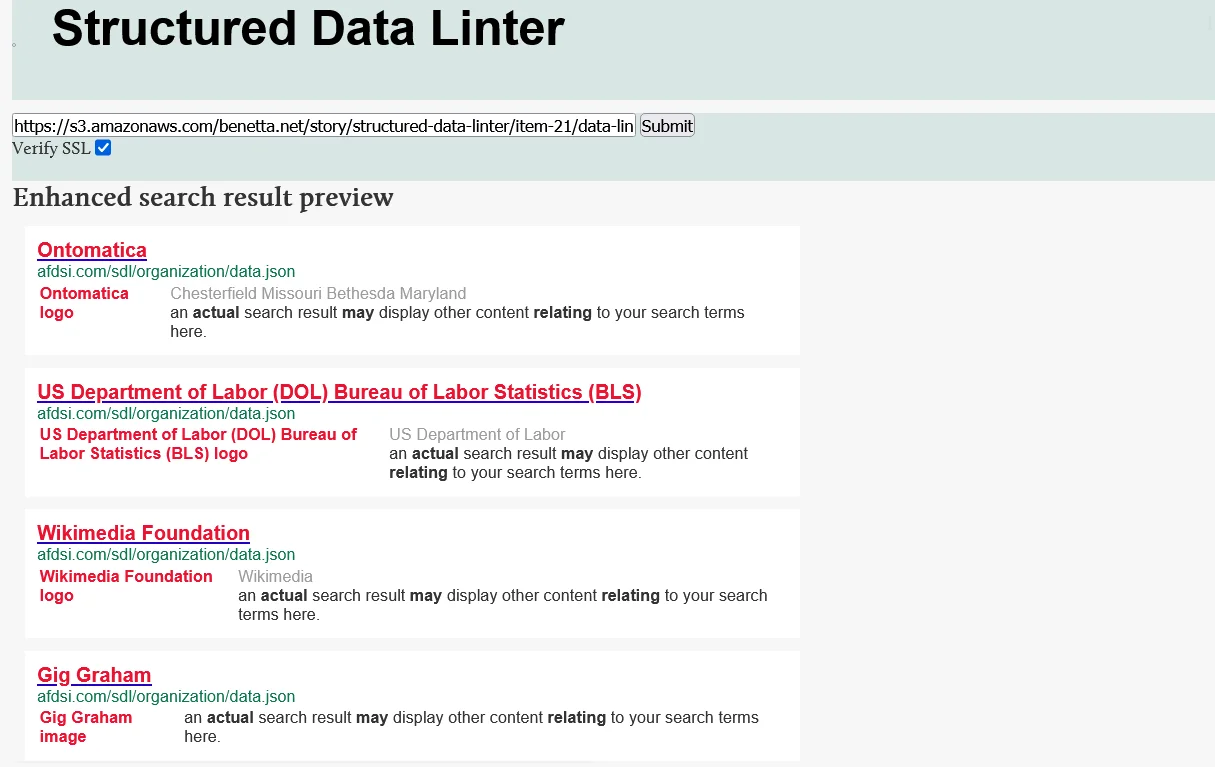 Structured Data Linter
https://s3.amazonaws.com/benetta.net/story/structured-data-linter/item-21/data-lin Submit
Verify SSL
Enhanced search result preview
Ontomatica
afdsi.com/sdl/organization/data.json
Ontomatica logo
Chesterfield Missouri Bethesda Maryland
an actual search result may display other content relating to your search terms
here.
US Department of Labor (DOL) Bureau of Labor Statistics (BLS)
afdsi.com/sdl/organization/data.json
US Department of Labor (DOL) Bureau of
Labor Statistics (BLS) logo
US Department of Labor
an actual search result may display other content
relating to your search terms here.
Wikimedia Foundation
afdsi.com/sdl/organization/data.json
Wikimedia Foundation
logo
Wikimedia
an actual search result may display other content relating to your search
terms here.
Gig Graham
afdsi.com/sdl/organization/data.json
Gig Graham
image
an actual search result may display other content relating to your search terms
here.